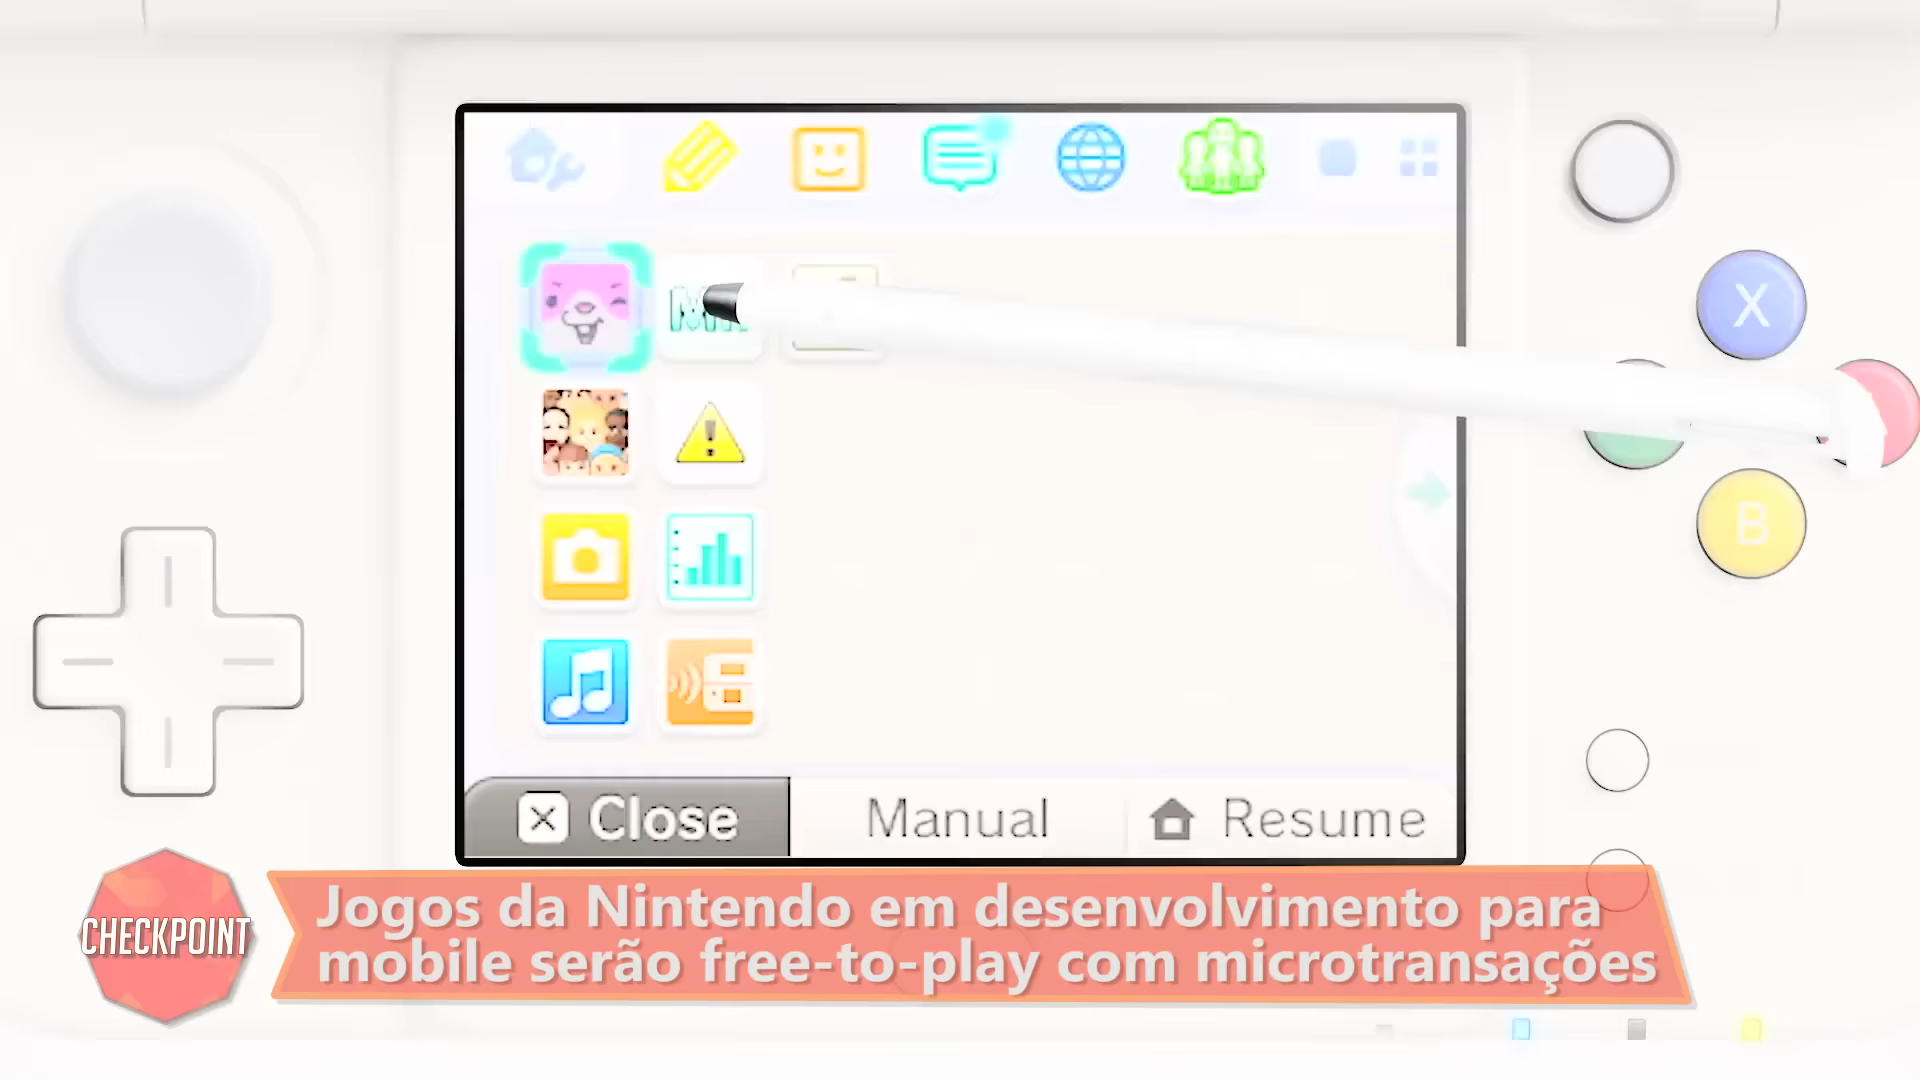 X
Close
Manual
Resume
B
CHECKPOINT
Jogos da Nintendo em desenvolvimento para
mobile serão free-to-play com microtransações